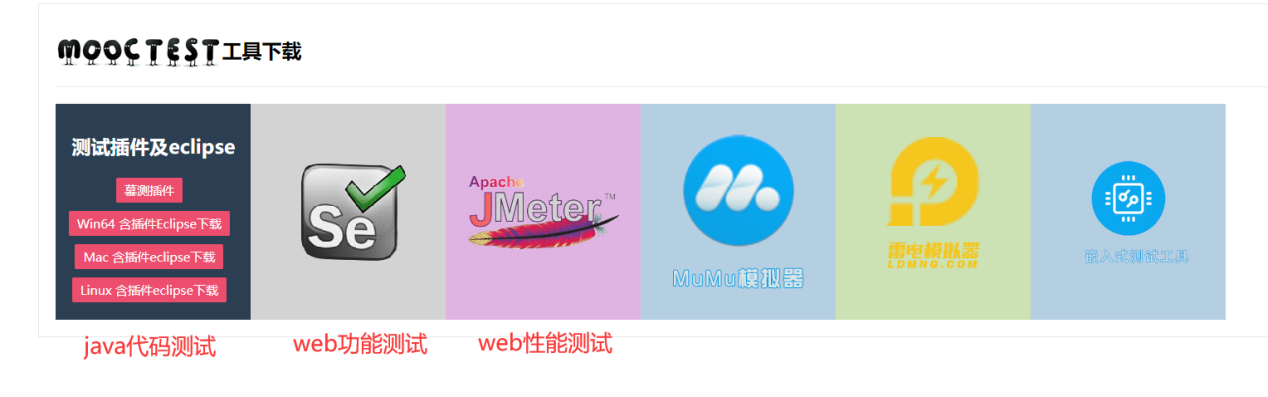 MOOCTEST工具下载
测试插件及eclipse
慕测插件
Win64 含插件Eclipse下载
Mac 含插件eclipse下载
Linux 含插件eclipse下载
Se
Apache
JMeter™
MuMu模拟器
雷电模拟器
LDMNQ.COM
嵌入式测试工具
java代码测试
web功能测试
web性能测试